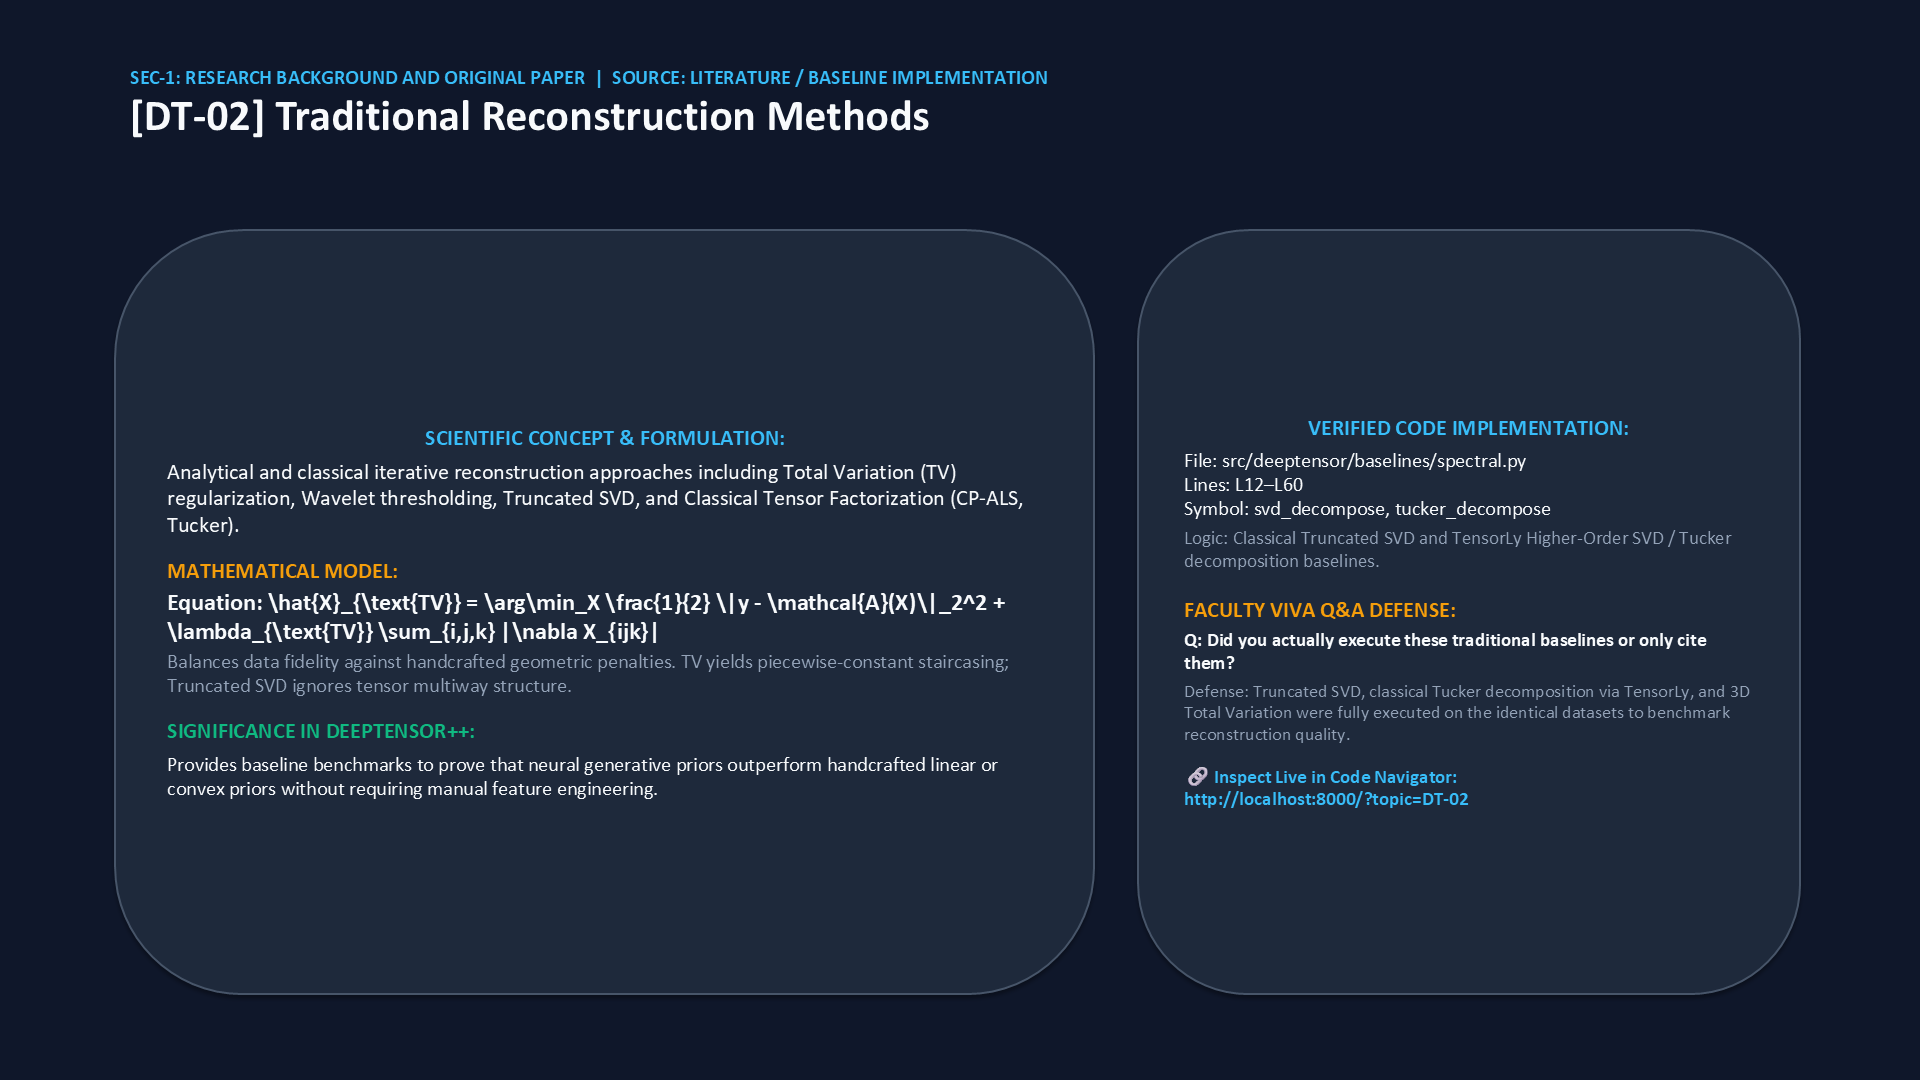 SEC-1: RESEARCH BACKGROUND AND ORIGINAL PAPER | SOURCE: LITERATURE / BASELINE IMPLEMENTATION
[DT-02] Traditional Reconstruction Methods
SCIENTIFIC CONCEPT & FORMULATION:
Analytical and classical iterative reconstruction approaches including Total Variation (TV)
regularization, Wavelet thresholding, Truncated SVD, and Classical Tensor Factorization (CP-ALS,
Tucker).
MATHEMATICAL MODEL:
Equation: \hat{X}_{\text{TV}} = \arg\min_X \frac{1}{2} \|y - \mathcal{A}(X)\|_2^2 +
\lambda_{\text{TV}} \sum_{i,j,k} |\nabla X_{ijk}|
Balances data fidelity against handcrafted geometric penalties. TV yields piecewise-constant staircasing;
Truncated SVD ignores tensor multiway structure.
SIGNIFICANCE IN DEEPTENSOR++:
Provides baseline benchmarks to prove that neural generative priors outperform handcrafted linear or
convex priors without requiring manual feature engineering.
VERIFIED CODE IMPLEMENTATION:
File: src/deeptensor/baselines/spectral.py
Lines: L12–L60
Symbol: svd_decompose, tucker_decompose
Logic: Classical Truncated SVD and TensorLy Higher-Order SVD / Tucker
decomposition baselines.
FACULTY VIVA Q&A DEFENSE:
Q: Did you actually execute these traditional baselines or only cite
them?
Defense: Truncated SVD, classical Tucker decomposition via TensorLy, and 3D
Total Variation were fully executed on the identical datasets to benchmark
reconstruction quality.
🔗 Inspect Live in Code Navigator:
http://localhost:8000/?topic=DT-02